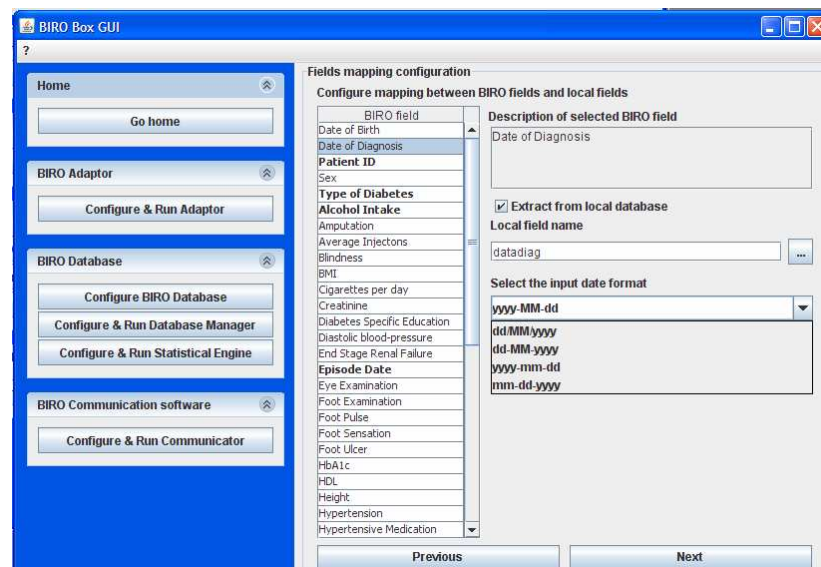 BIRO Box GUI
?
Home
Go home
BIRO Adaptor
Configure & Run Adaptor
BIRO Database
Configure BIRO Database
Configure & Run Database Manager
Configure & Run Statistical Engine
BIRO Communication software
Configure & Run Communicator
Fields mapping configuration
Configure mapping between BIRO fields and local fields
BIRO field
Date of Birth
Date of Diagnosis
Patient ID
Sex
Type of Diabetes
Alcohol Intake
Amputation
Average Injectons
Blindness
BMI
Cigarettes per day
Creatinine
Diabetes Specific Education
Diastolic blood-pressure
End Stage Renal Failure
Episode Date
Eye Examination
Foot Examination
Foot Pulse
Foot Sensation
Foot Ulcer
HbA1c
HDL
Height
Hypertension
Hypertensive Medication
Description of selected BIRO field
Date of Diagnosis
Extract from local database
Local field name
datadiag
...
Select the input date format
yyyy-MM-dd
dd/MM/yyyy
dd-MM-yyyy
yyyy-mm-dd
mm-dd-yyyy
Previous
Next